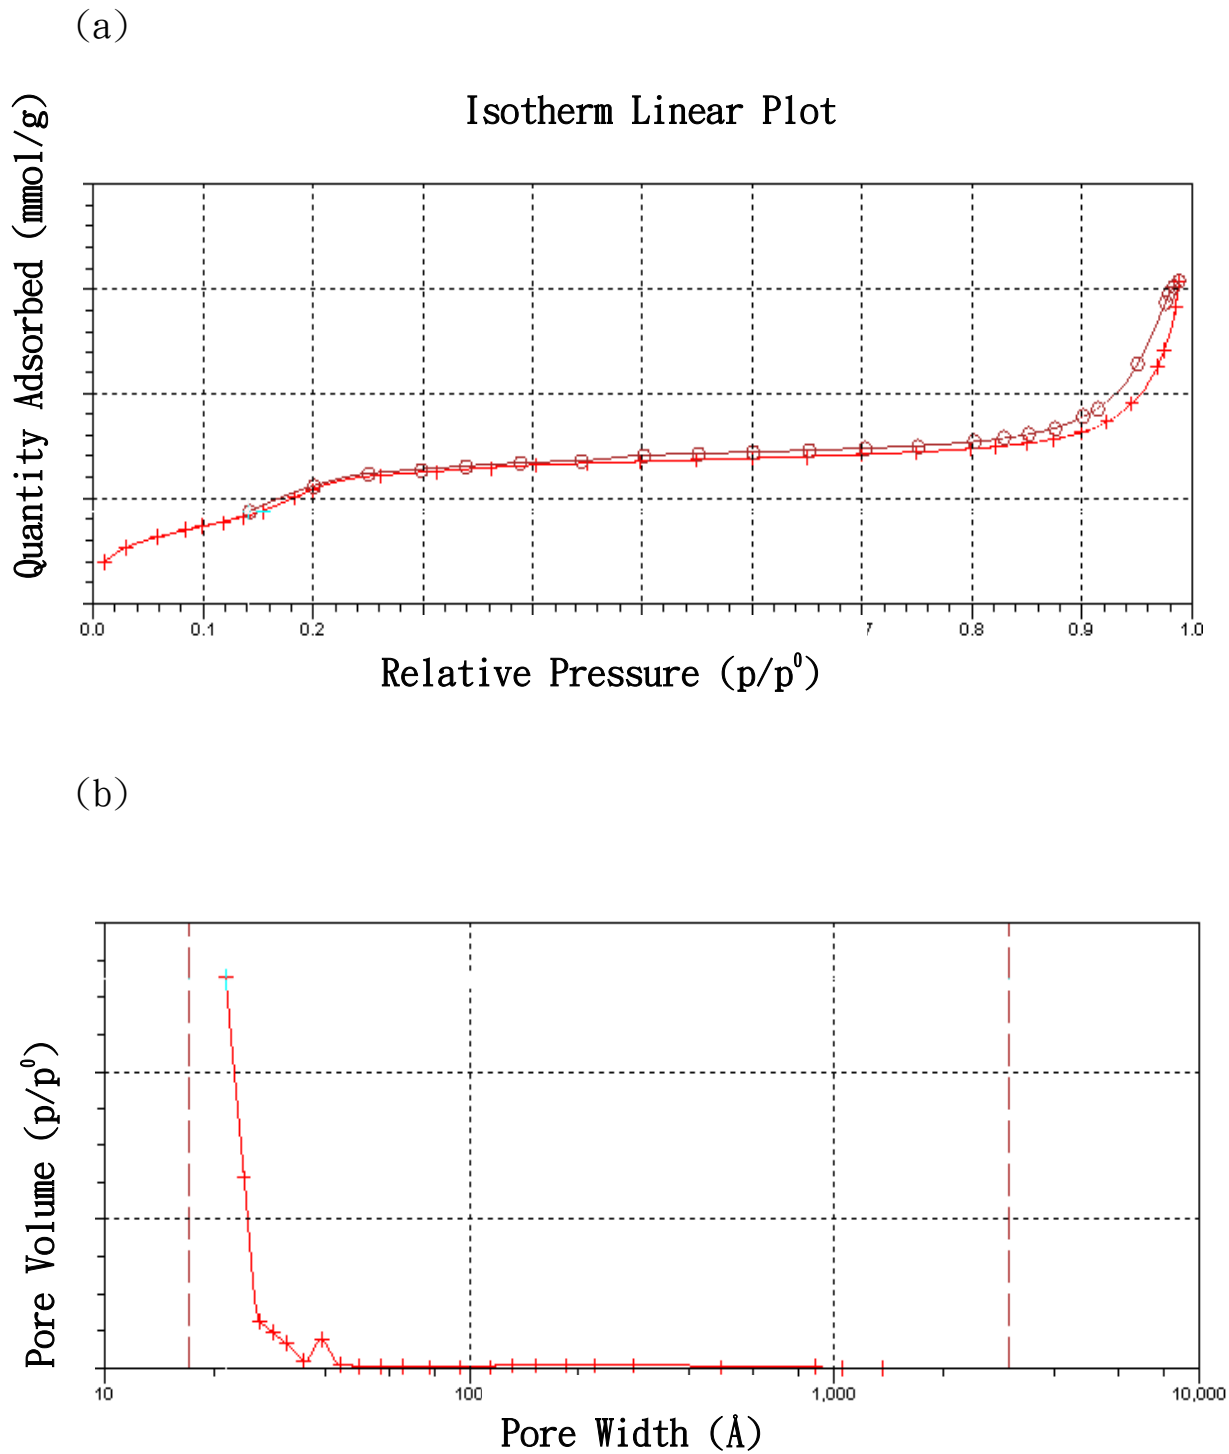 (a)
Isotherm Linear Plot
Quantity Adsorbed (mmol/g)
0.0 0.1 0.2 7 0.8 0.9 1.0
Relative Pressure (p/p⁰)
(b)
Pore Volume (p/p⁰)
10 100 1,000 10,000
Pore Width (Å)